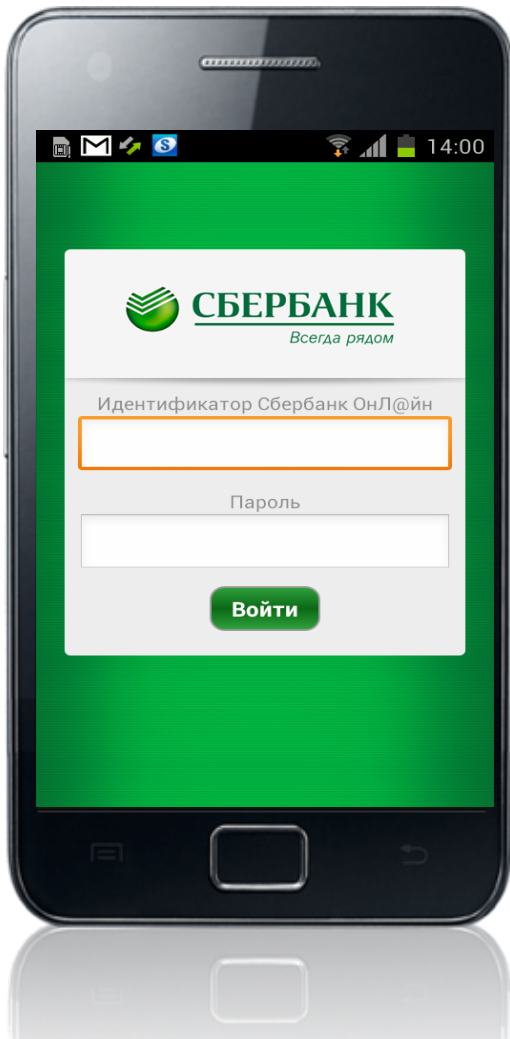 14:00
СБЕРБАНК
Всегда рядом
Идентификатор Сбербанк ОнЛ@йн
Пароль
Войти